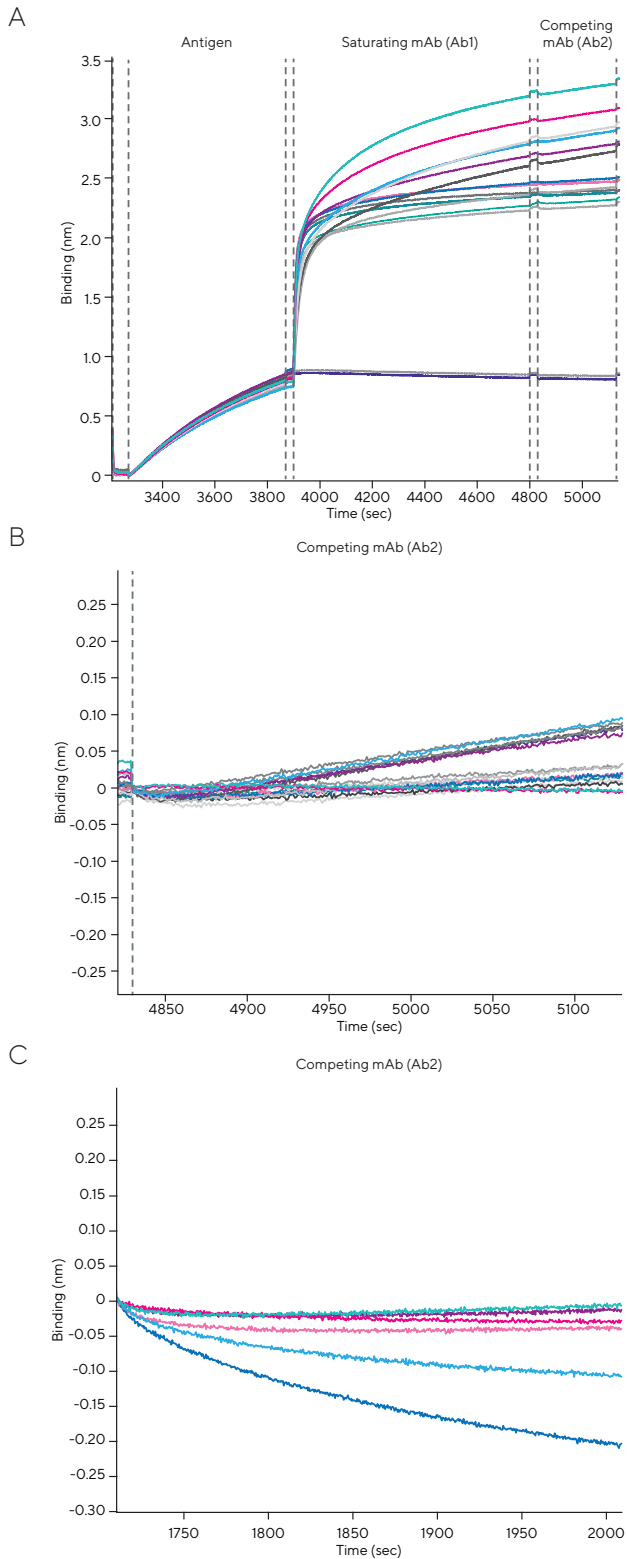 A
Antigen
Saturating mAb (Ab1)
Competing
mAb (Ab2)
3.5
3.0
2.5
2.0
1.5
1.0
0.5
0
Binding (nm)
3400 3600 3800 4000 4200 4400 4600 4800 5000
Time (sec)
B
Competing mAb (Ab2)
0.25
0.20
0.15
0.10
0.05
0
-0.05
-0.10
-0.15
-0.20
-0.25
Binding (nm)
4850 4900 4950 5000 5050 5100
Time (sec)
C
Competing mAb (Ab2)
0.25
0.20
0.15
0.10
0.05
0
-0.05
-0.10
-0.15
-0.20
-0.25
-0.30
Binding (nm)
1750 1800 1850 1900 1950 2000
Time (sec)